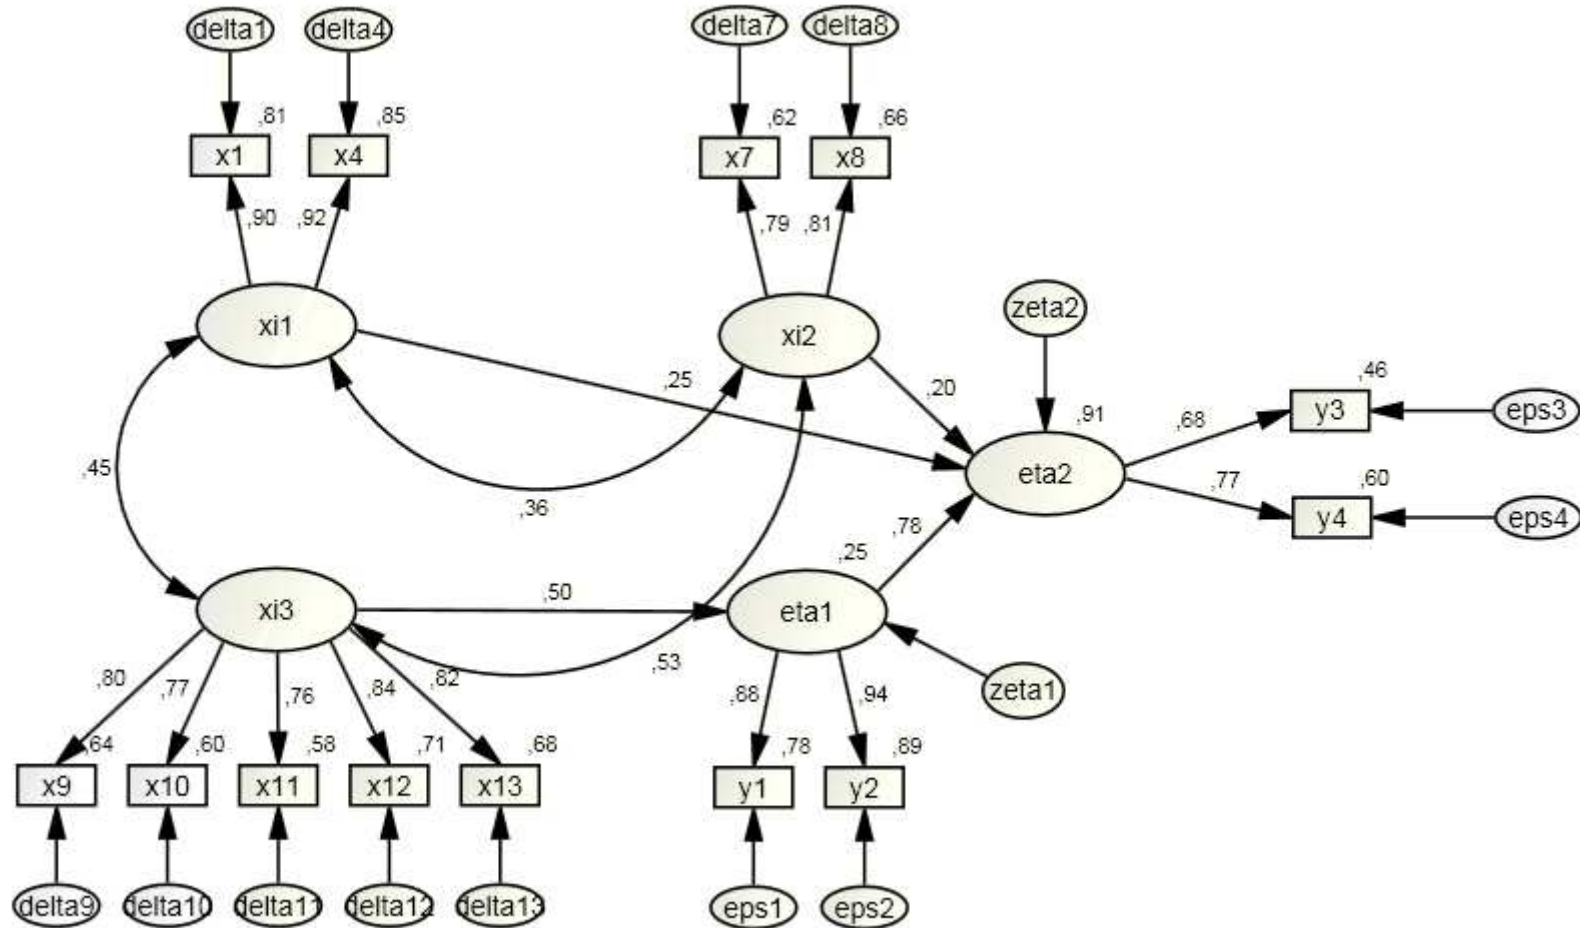 delta1 delta4 delta7 delta8
,81 ,85 ,62 ,66
x1 x4 x7 x8
,90 ,92 ,79 ,81
xi1 xi2 zeta2
,25 ,20 ,46
,91 ,68 y3 eps3
,45 ,36 eta2 ,77 ,60
y4 eps4
,78
,25
xi3 ,50 eta1
,53
,80 ,77 ,76 ,84 ,82 ,88 ,94 zeta1
,64 ,60 ,58 ,71 ,68 ,78 ,89
x9 x10 x11 x12 x13 y1 y2
delta9 delta10 delta11 delta12 delta13 eps1 eps2